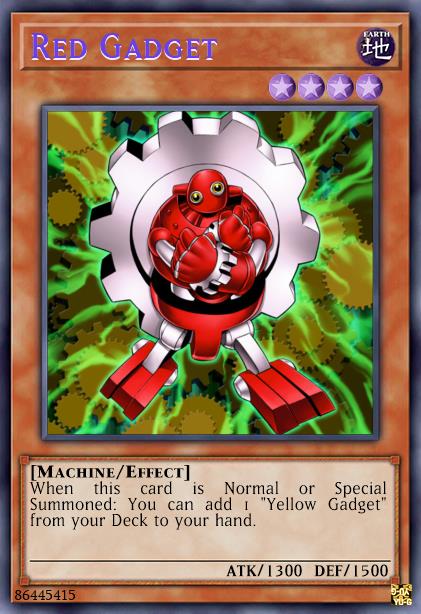 Red Gadget
EARTH
地
[Machine/Effect]
When this card is Normal or Special
Summoned: You can add 1 "Yellow Gadget"
from your Deck to your hand.
ATK/1300 DEF/1500
86445415